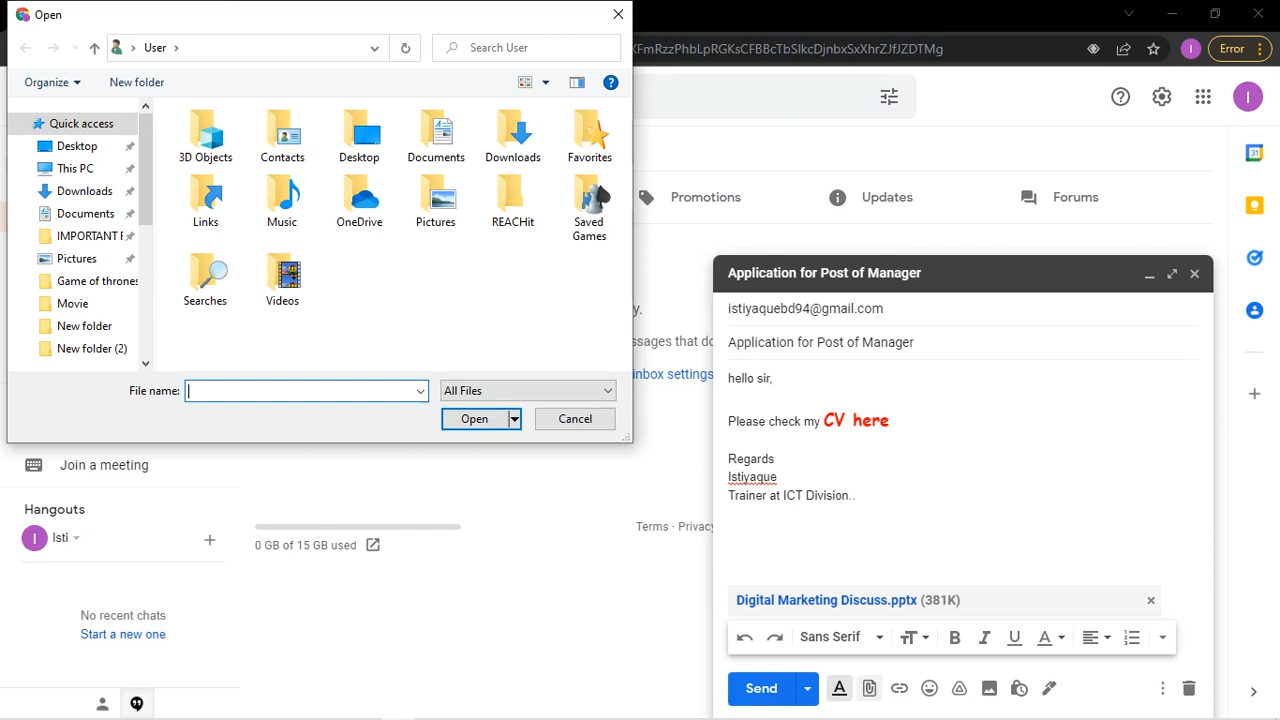 Open
User
Search User
Organize
New folder
Quick access
Desktop
This PC
Downloads
Documents
IMPORTANT F
Pictures
Game of thrones
Movie
New folder
New folder (2)
3D Objects
Contacts
Desktop
Documents
Downloads
Favorites
Links
Music
OneDrive
Pictures
REACHit
Saved Games
Searches
Videos
File name:
All Files
Open
Cancel
Error
I
I
Promotions
Updates
Forums
y.
ssages that do
inbox settings
31
Application for Post of Manager
istiyaquebd94@gmail.com
Application for Post of Manager
hello sir,
Please check my CV here
Regards
Istiyaque
Trainer at ICT Division..
Digital Marketing Discuss.pptx (381K)
Sans Serif
Send
Join a meeting
Hangouts
I
Isti
No recent chats
Start a new one
0 GB of 15 GB used
Terms · Privacy